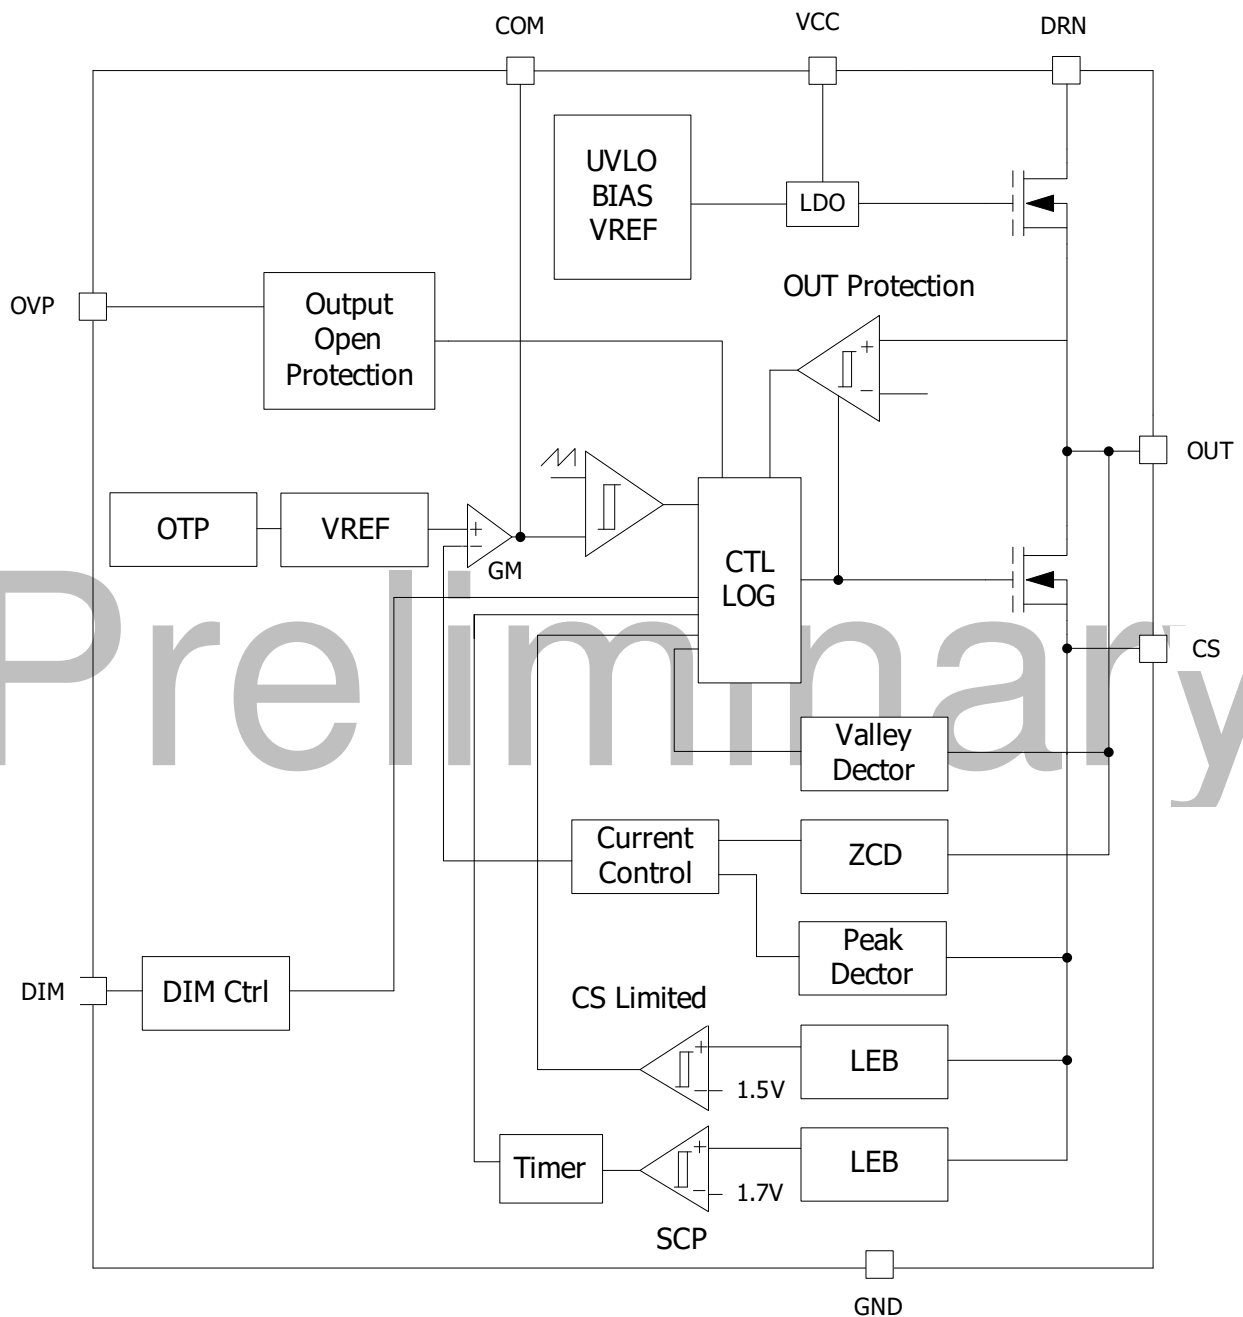 COM
VCC
DRN
UVLO
BIAS
VREF
LDO
OUT Protection
OVP
Output
Open
Protection
+
−
OUT
OTP
VREF
+
−
GM
CTL
LOG
CS
Preliminary
Valley
Dector
Current
Control
ZCD
Peak
Dector
DIM
DIM Ctrl
CS Limited
+
−
1.5V
LEB
Timer
+
−
1.7V
LEB
SCP
GND